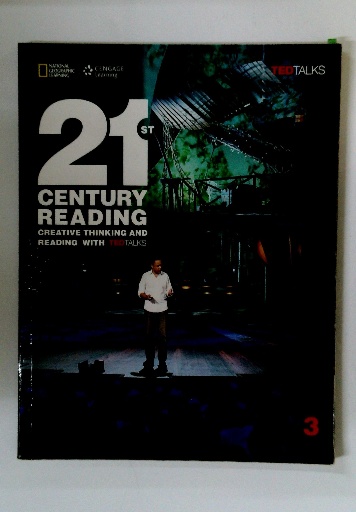 NATIONAL
GEOGRAPHIC
LEARNING
CENGAGE
Learning
TEDTALKS
21ST
CENTURY
READING
CREATIVE THINKING AND
READING WITH TEDTALKS
3